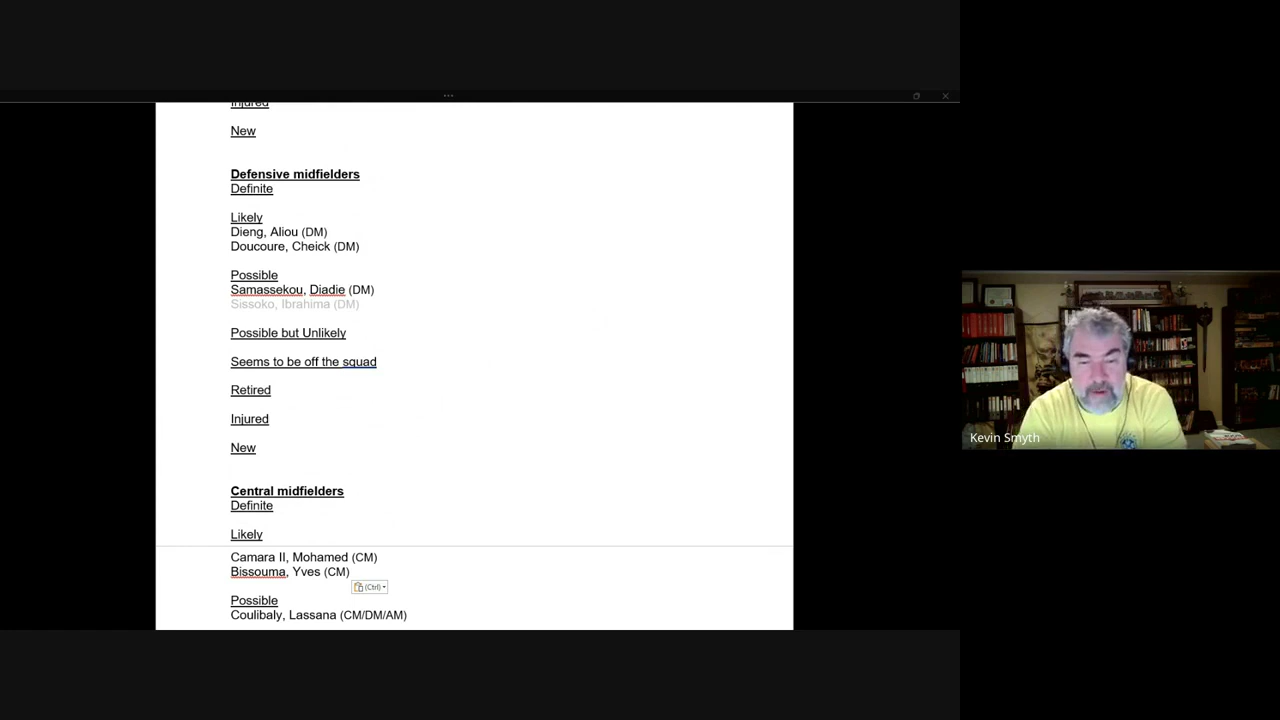 Injured
New
Defensive midfielders
Definite
Likely
Dieng, Aliou (DM)
Doucoure, Cheick (DM)
Possible
Samassekou, Diadie (DM)
Sissoko, Ibrahima (DM)
Possible but Unlikely
Seems to be off the squad
Retired
Injured
New
Central midfielders
Definite
Likely
Camara II, Mohamed (CM)
Bissouma, Yves (CM)
(Ctrl)
Possible
Coulibaly, Lassana (CM/DM/AM)
Kevin Smyth